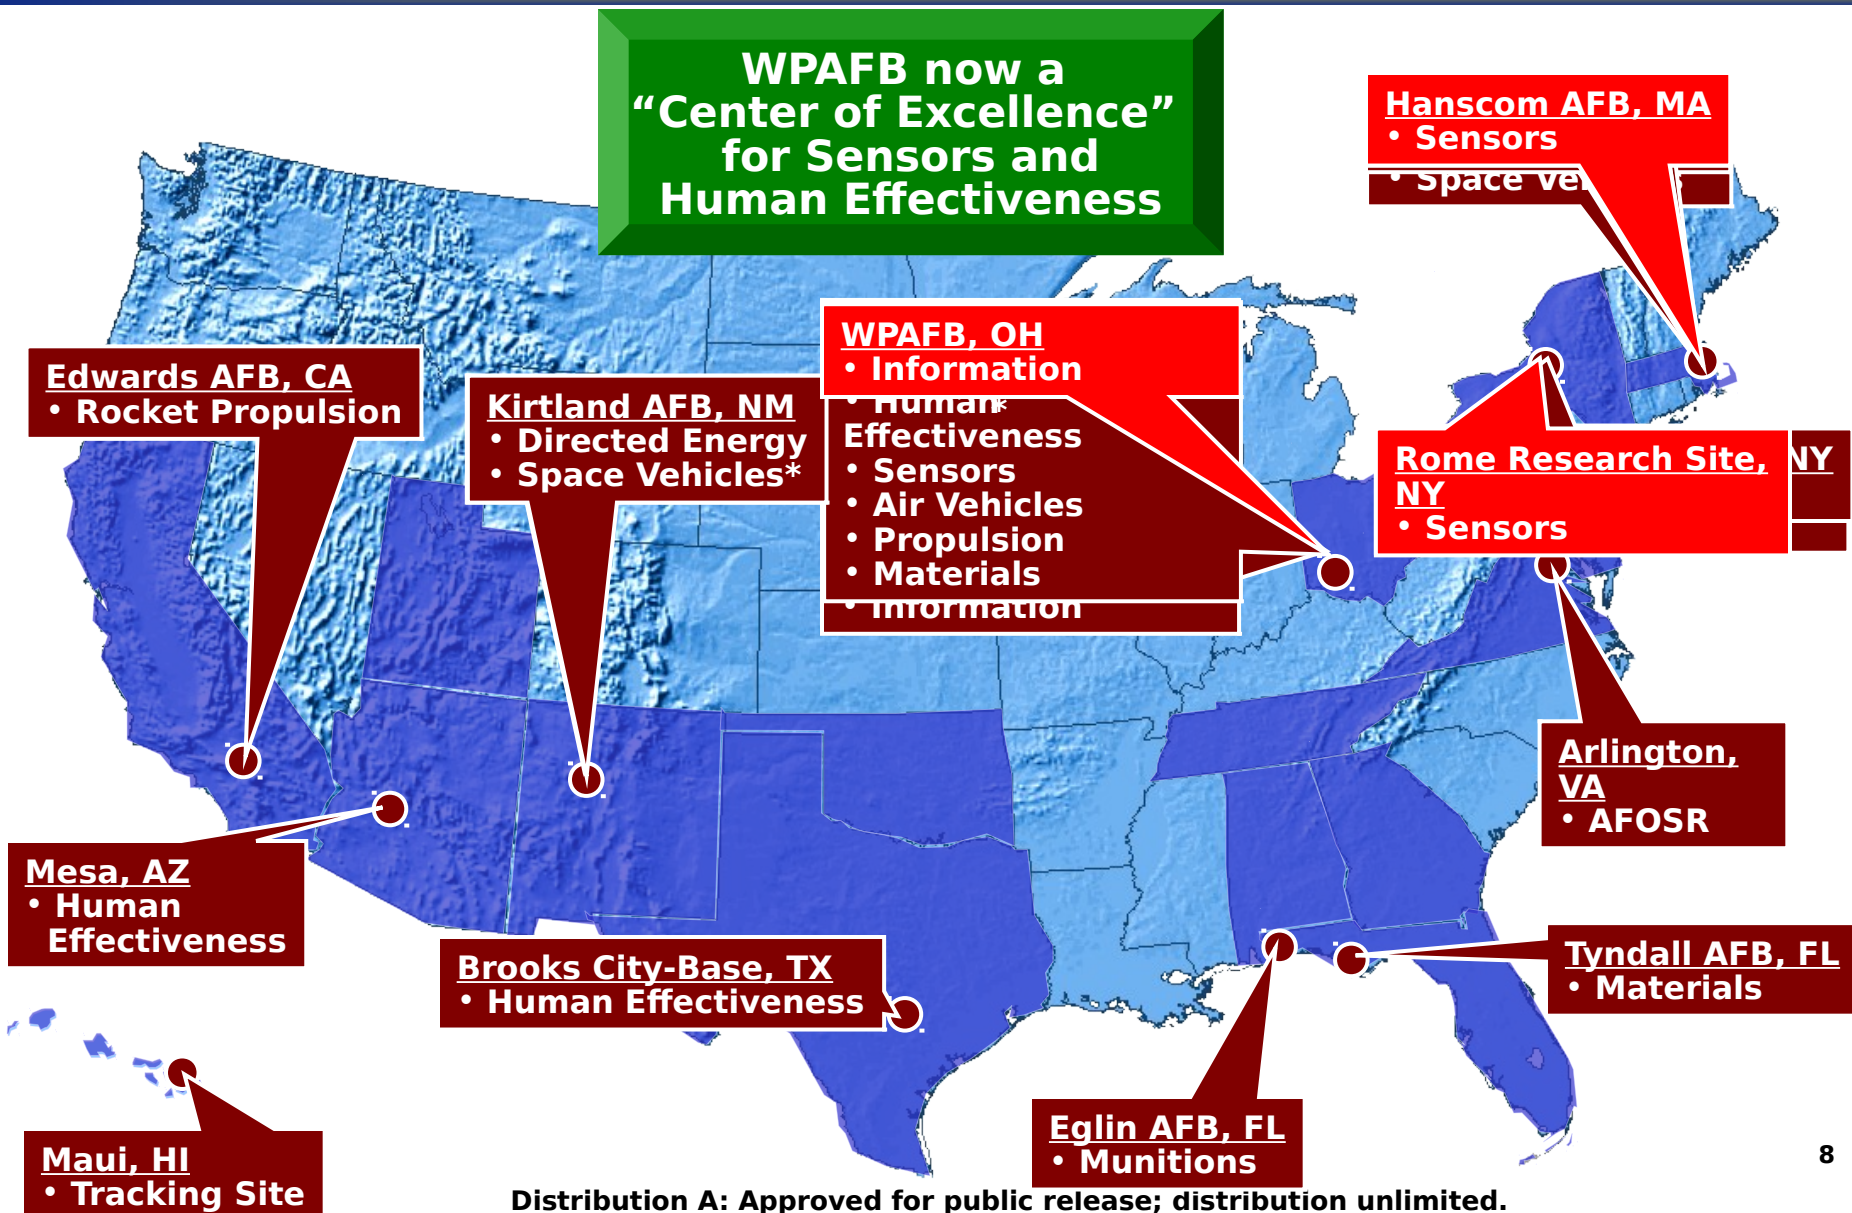 WPAFB now a
“Center of Excellence”
for Sensors and
Human Effectiveness
Hanscom AFB, MA
• Sensors
• Space
WPAFB, OH
• Information
• Human*
Effectiveness
• Sensors
• Air Vehicles
• Propulsion
• Materials
• Information
Edwards AFB, CA
• Rocket Propulsion
Kirtland AFB, NM
• Directed Energy
• Space Vehicles*
Rome Research Site,
NY
• Sensors
NY
Arlington,
VA
• AFOSR
Mesa, AZ
• Human
Effectiveness
Brooks City-Base, TX
• Human Effectiveness
Tyndall AFB, FL
• Materials
Eglin AFB, FL
• Munitions
Maui, HI
• Tracking Site
8
Distribution A: Approved for public release; distribution unlimited.